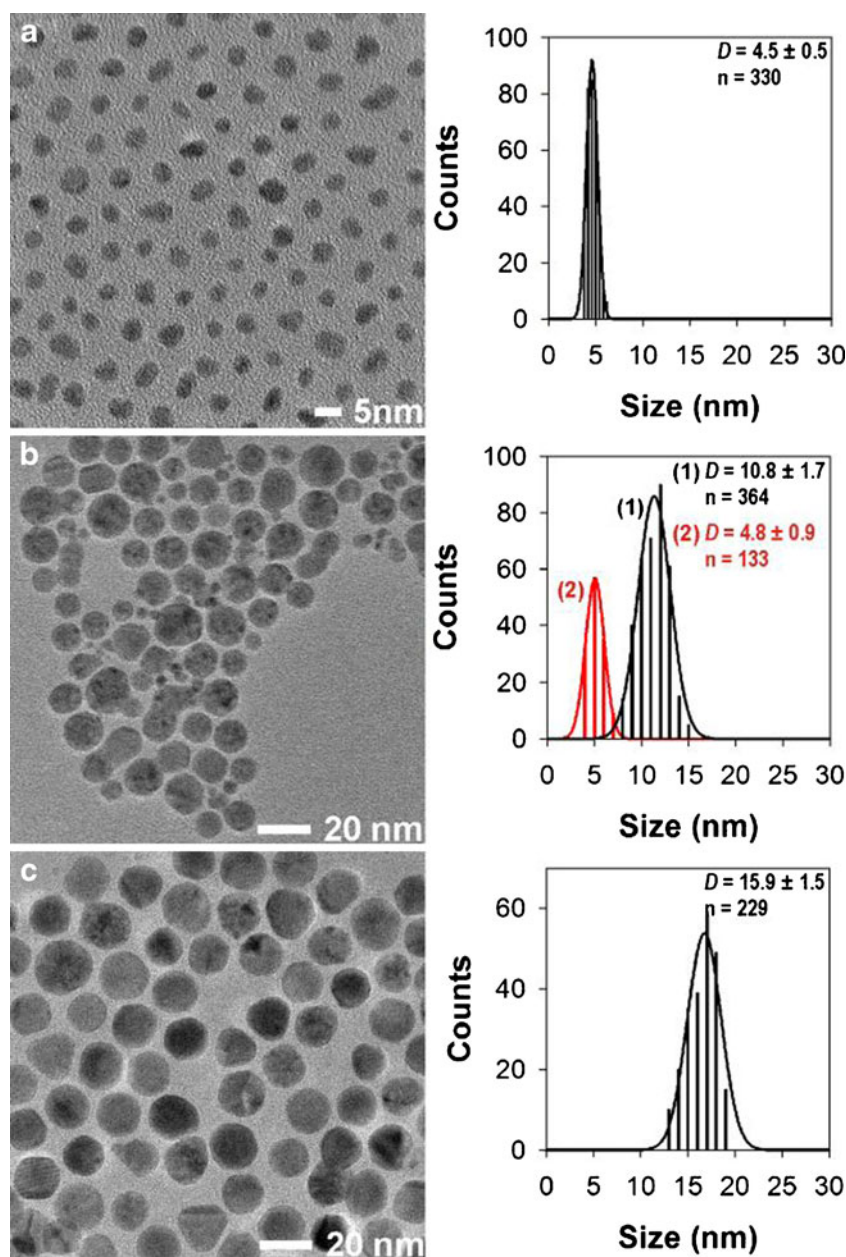 a
5nm
100
80
60
40
20
0
Counts
D = 4.5 ± 0.5
n = 330
0 5 10 15 20 25 30
Size (nm)
b
20 nm
100
80
60
40
20
0
Counts
(1) D = 10.8 ± 1.7
n = 364
(1)
(2) D = 4.8 ± 0.9
n = 133
(2)
0 5 10 15 20 25 30
Size (nm)
c
20 nm
60
40
20
0
Counts
D = 15.9 ± 1.5
n = 229
0 5 10 15 20 25 30
Size (nm)